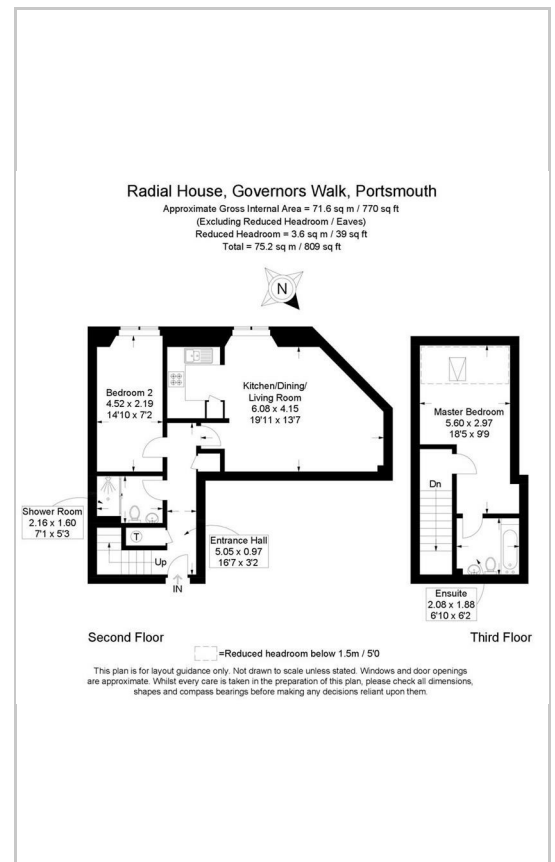 Radial House, Governors Walk, Portsmouth
Approximate Gross Internal Area = 71.6 sq m / 770 sq ft
(Excluding Reduced Headroom / Eaves)
Reduced Headroom = 3.6 sq m / 39 sq ft
Total = 75.2 sq m / 809 sq ft
N
Bedroom 2
4.52 x 2.19
14'10 x 7'2
Kitchen/Dining/
Living Room
6.08 x 4.15
19'11 x 13'7
Master Bedroom
5.60 x 2.97
18'5 x 9'9
Dn
Shower Room
2.16 x 1.60
7'1 x 5'3
T
Entrance Hall
5.05 x 0.97
16'7 x 3'2
Up
IN
Ensuite
2.08 x 1.88
6'10 x 6'2
Second Floor
Third Floor
=Reduced headroom below 1.5m / 5'0
This plan is for layout guidance only. Not drawn to scale unless stated. Windows and door openings
are approximate. Whilst every care is taken in the preparation of this plan, please check all dimensions,
shapes and compass bearings before making any decisions reliant upon them.